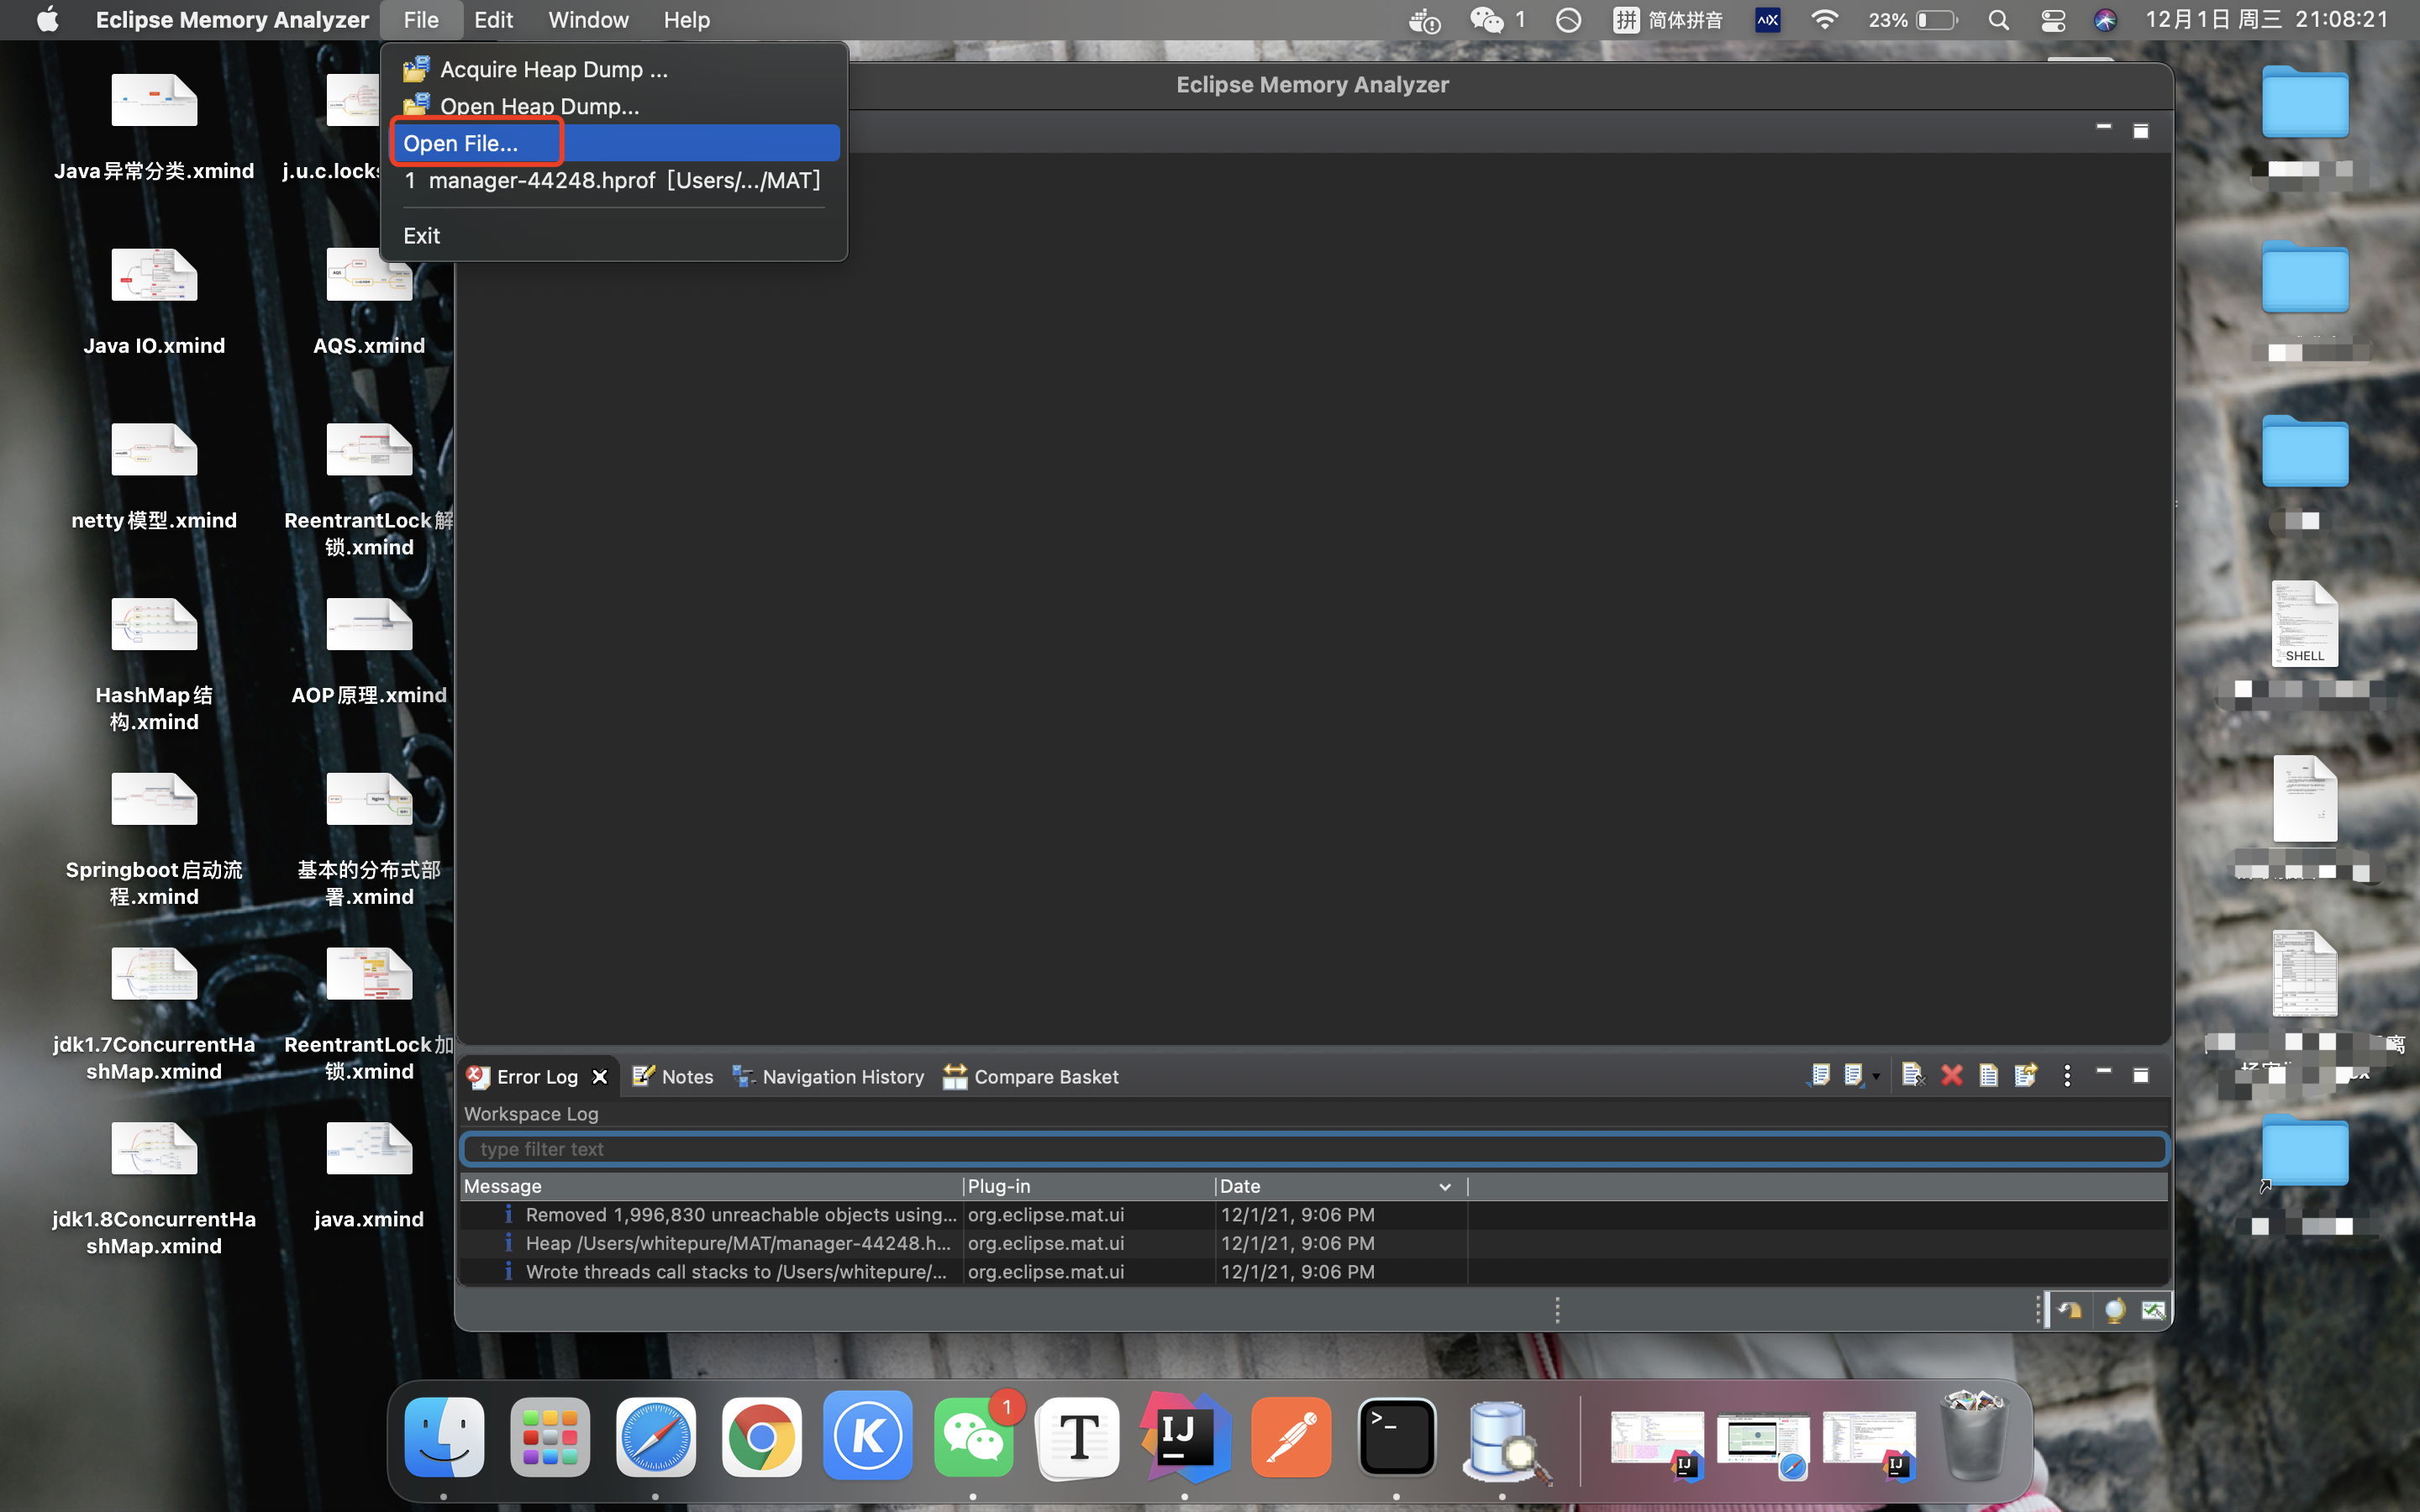 Eclipse Memory Analyzer File Edit Window Help 1 拼 简体拼音 23% 12月1日 周三 21:08:21
Acquire Heap Dump ...
Open Heap Dump...
Open File...
1 manager-44248.hprof [Users/.../MAT]
Exit
Eclipse Memory Analyzer
Java异常分类.xmind
j.u.c.locks
Java IO.xmind
AQS.xmind
netty模型.xmind
ReentrantLock解
锁.xmind
HashMap结
构.xmind
AOP原理.xmind
Springboot启动流
程.xmind
基本的分布式部
署.xmind
jdk1.7ConcurrentHa
shMap.xmind
ReentrantLock加
锁.xmind
jdk1.8ConcurrentHa
shMap.xmind
java.xmind
SHELL
离
Error Log Notes Navigation History Compare Basket
Workspace Log
type filter text
Message Plug-in Date
Removed 1,996,830 unreachable objects using... org.eclipse.mat.ui 12/1/21, 9:06 PM
Heap /Users/whitepure/MAT/manager-44248.h... org.eclipse.mat.ui 12/1/21, 9:06 PM
Wrote threads call stacks to /Users/whitepure/... org.eclipse.mat.ui 12/1/21, 9:06 PM
K
1
T
IJ
>_
IJ
IJ